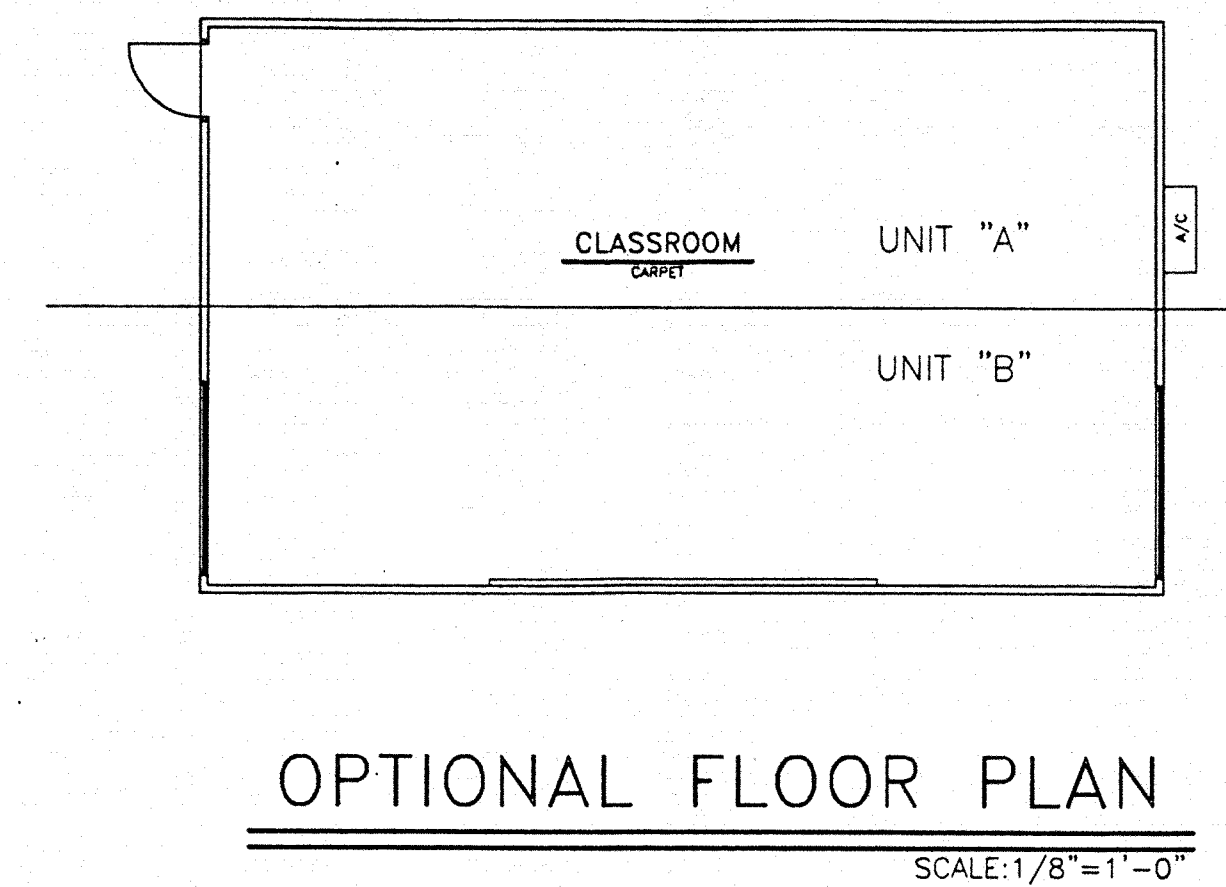 CLASSROOM
CARPET
UNIT "A"
A/C
UNIT "B"
OPTIONAL FLOOR PLAN
SCALE:1/8"=1'-0"